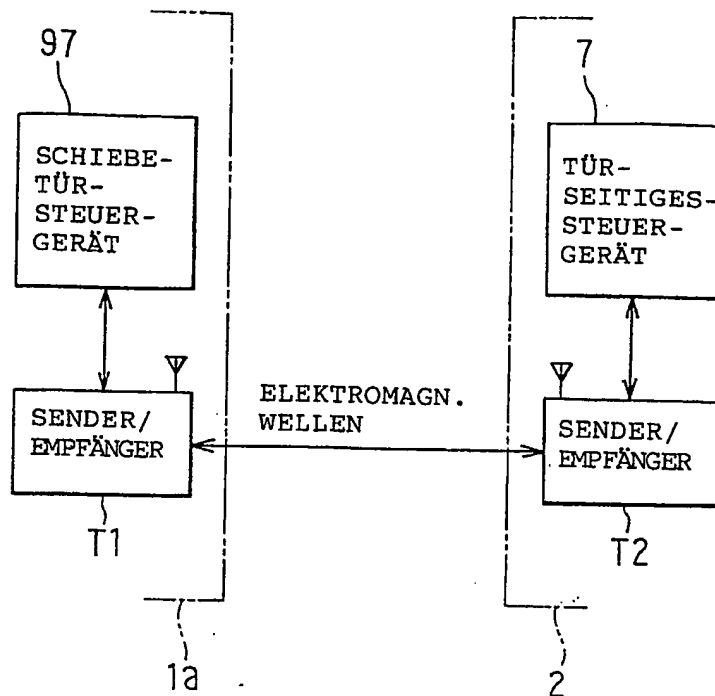 97
7
SCHIEBE-
TÜR-
STEUER-
GERÄT
TÜR-
SEITIGES-
STEUER-
GERÄT
ELEKTROMAGN.
WELLEN
SENDER/
EMPFÄNGER
SENDER/
EMPFÄNGER
T1
T2
1a
2